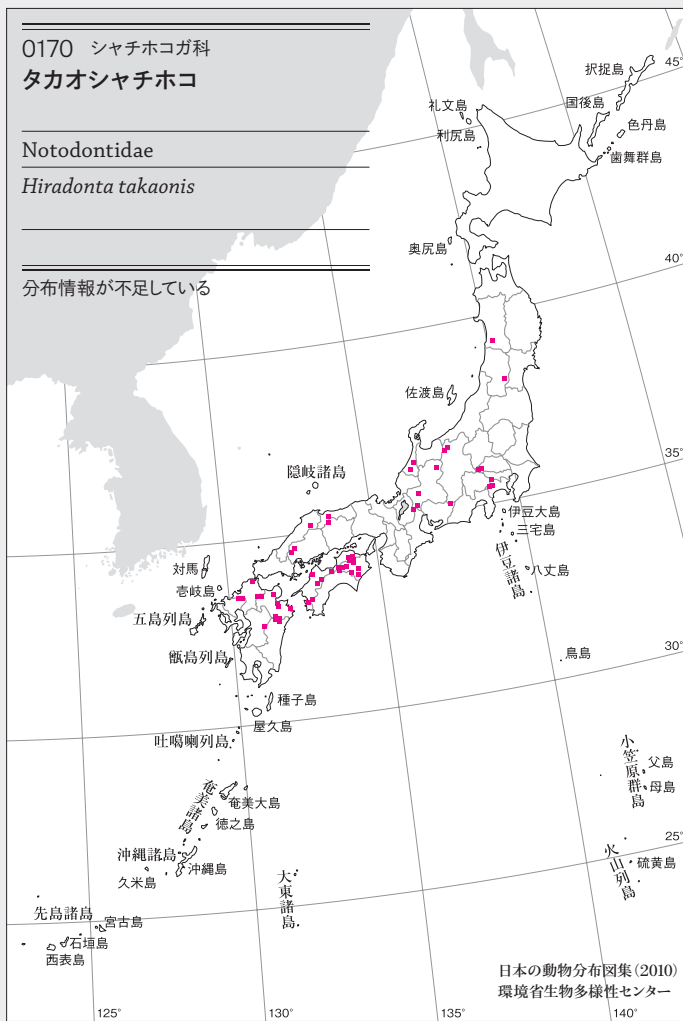 0170 シャチホコガ科
タカオシャチホコ
Notodontidae
Hiradonta takaonis
分布情報が不足している
択捉島
45°
国後島
礼文島
色丹島
利尻島
歯舞群島
奥尻島
40°
佐渡島
35°
隠岐諸島
伊豆大島
三宅島
伊豆諸島
八丈島
対馬
壱岐島
五島列島
甑島列島
鳥島
30°
種子島
屋久島
吐噶喇列島
小笠原群島
父島
母島
奄美諸島
奄美大島
徳之島
25°
沖縄諸島
沖縄島
久米島
火山列島
硫黄島
大東諸島
先島諸島
宮古島
石垣島
西表島
日本の動物分布図集(2010)
環境省生物多様性センター
125°
130°
135°
140°